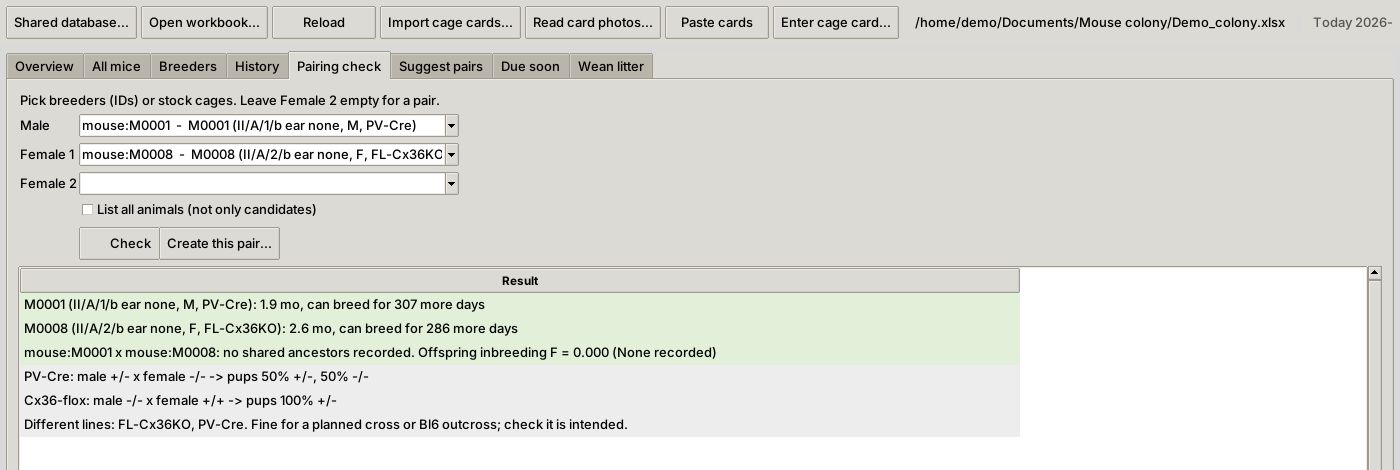 Shared database... Open workbook... Reload Import cage cards... Read card photos... Paste cards Enter cage card... /home/demo/Documents/Mouse colony/Demo_colony.xlsx Today 2026-
Overview All mice Breeders History Pairing check Suggest pairs Due soon Wean litter
Pick breeders (IDs) or stock cages. Leave Female 2 empty for a pair.
Male mouse:M0001 - M0001 (II/A/1/b ear none, M, PV-Cre)
Female 1 mouse:M0008 - M0008 (II/A/2/b ear none, F, FL-Cx36KO
Female 2
List all animals (not only candidates)
Check Create this pair...
Result
M0001 (II/A/1/b ear none, M, PV-Cre): 1.9 mo, can breed for 307 more days
M0008 (II/A/2/b ear none, F, FL-Cx36KO): 2.6 mo, can breed for 286 more days
mouse:M0001 x mouse:M0008: no shared ancestors recorded. Offspring inbreeding F = 0.000 (None recorded)
PV-Cre: male +/- x female -/- -> pups 50% +/-, 50% -/-
Cx36-flox: male -/- x female +/+ -> pups 100% +/-
Different lines: FL-Cx36KO, PV-Cre. Fine for a planned cross or Bl6 outcross; check it is intended.